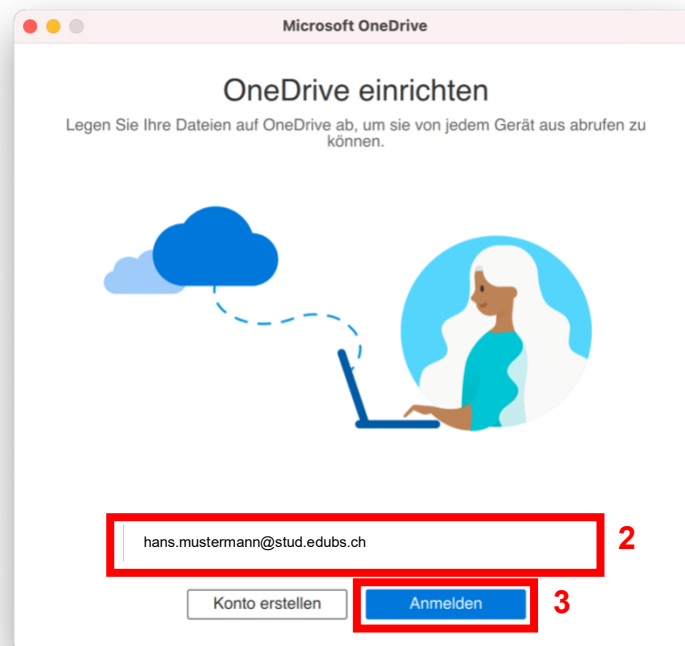 Microsoft OneDrive
OneDrive einrichten
Legen Sie Ihre Dateien auf OneDrive ab, um sie von jedem Gerät aus abrufen zu
können.
hans.mustermann@stud.edubs.ch
2
Konto erstellen
Anmelden
3